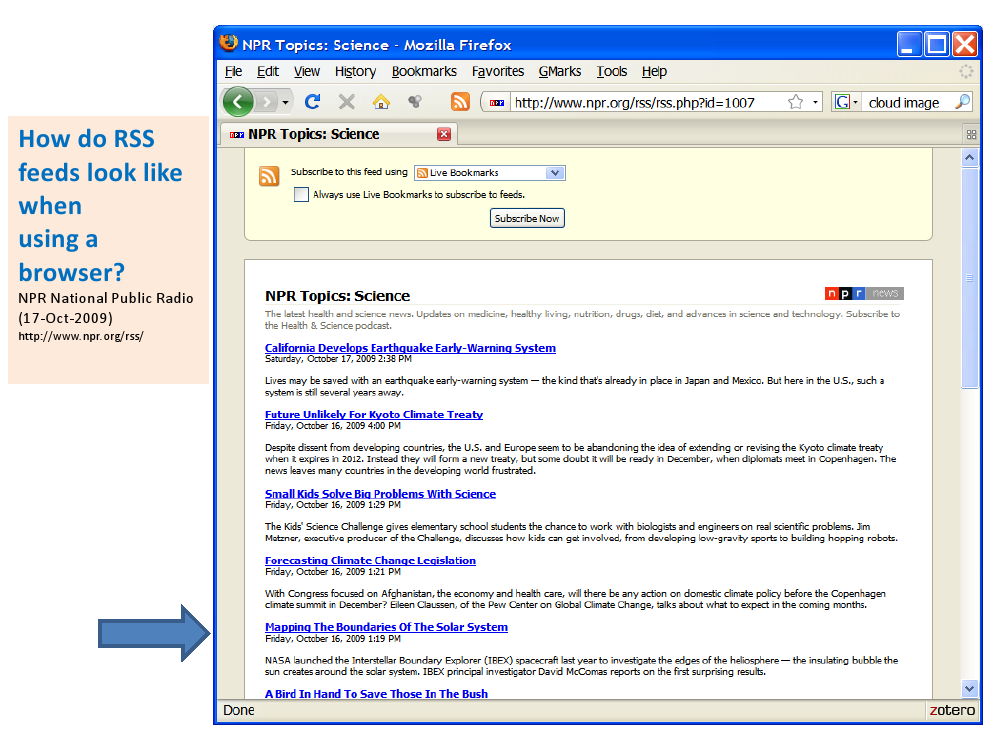 How do RSS
feeds look like
when
using a
browser?
NPR National Public Radio
(17-Oct-2009)
http://www.npr.org/rss/
NPR Topics: Science - Mozilla Firefox
File Edit View History Bookmarks Favorites GMarks Tools Help
npr http://www.npr.org/rss/rss.php?id=1007 G cloud image
npr NPR Topics: Science
Subscribe to this feed using Live Bookmarks
Always use Live Bookmarks to subscribe to feeds.
Subscribe Now
NPR Topics: Science
npr news
The latest health and science news. Updates on medicine, healthy living, nutrition, drugs, diet, and advances in science and technology. Subscribe to
the Health & Science podcast.
California Develops Earthquake Early-Warning System
Saturday, October 17, 2009 2:38 PM
Lives may be saved with an earthquake early-warning system — the kind that's already in place in Japan and Mexico. But here in the U.S., such a
system is still several years away.
Future Unlikely For Kyoto Climate Treaty
Friday, October 16, 2009 4:00 PM
Despite dissent from developing countries, the U.S. and Europe seem to be abandoning the idea of extending or revising the Kyoto climate treaty
when it expires in 2012. Instead they will form a new treaty, but some doubt it will be ready in December, when diplomats meet in Copenhagen. The
news leaves many countries in the developing world frustrated.
Small Kids Solve Big Problems With Science
Friday, October 16, 2009 1:29 PM
The Kids' Science Challenge gives elementary school students the chance to work with biologists and engineers on real scientific problems. Jim
Metzner, executive producer of the Challenge, discusses how kids can get involved, from developing low-gravity sports to building hopping robots.
Forecasting Climate Change Legislation
Friday, October 16, 2009 1:21 PM
With Congress focused on Afghanistan, the economy and health care, will there be any action on domestic climate policy before the Copenhagen
climate summit in December? Eileen Claussen, of the Pew Center on Global Climate Change, talks about what to expect in the coming months.
Mapping The Boundaries Of The Solar System
Friday, October 16, 2009 1:19 PM
NASA launched the Interstellar Boundary Explorer (IBEX) spacecraft last year to investigate the edges of the heliosphere — the insulating bubble the
sun creates around the solar system. IBEX principal investigator David McComas reports on the first surprising results.
A Bird In Hand To Save Those In The Bush
Done
zotero